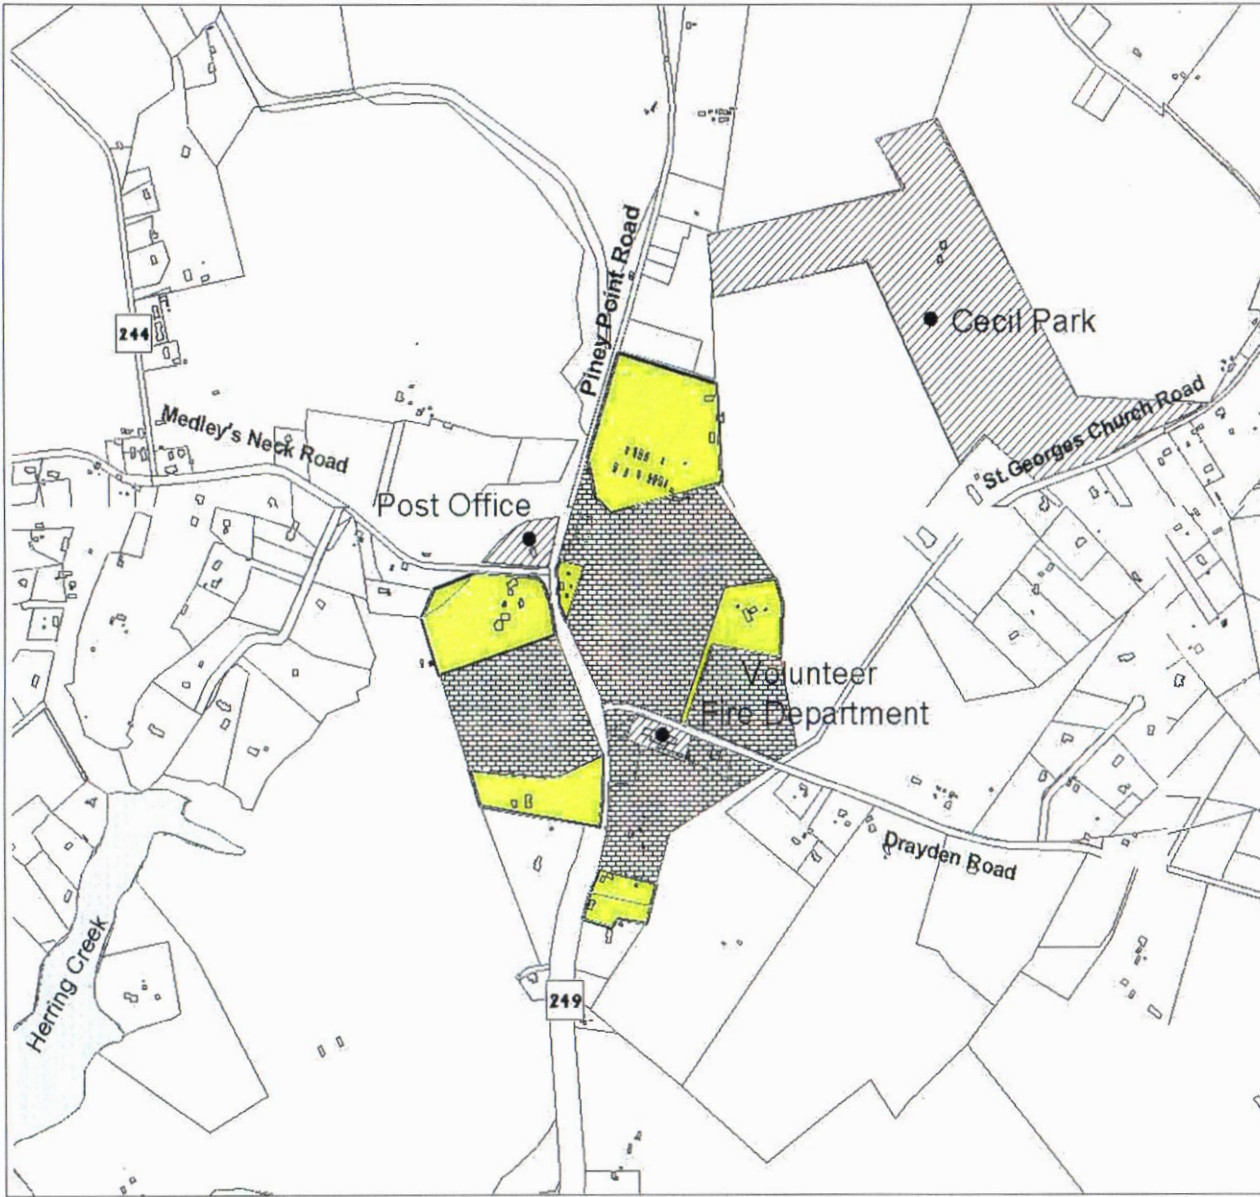 Piney Point Road
Cecil Park
244
Medley's Neck Road
St Georges Church Road
Post Office
Volunteer
Fire Department
Drayden Road
Herring Creek
249